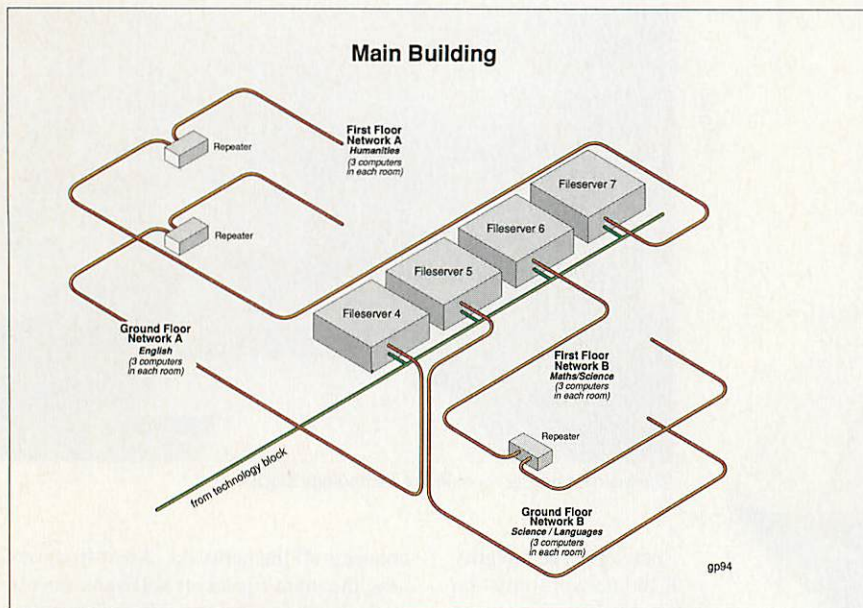 Main Building
Repeater
First Floor
Network A
Humanities
(3 computers
in each room)
Repeater
Fileserver 7
Fileserver 6
Fileserver 5
Fileserver 4
Ground Floor
Network A
English
(3 computers
in each room)
First Floor
Network B
Maths/Science
(3 computers
in each room)
Repeater
from technology block
Ground Floor
Network B
Science / Languages
(3 computers
in each room)
gp94